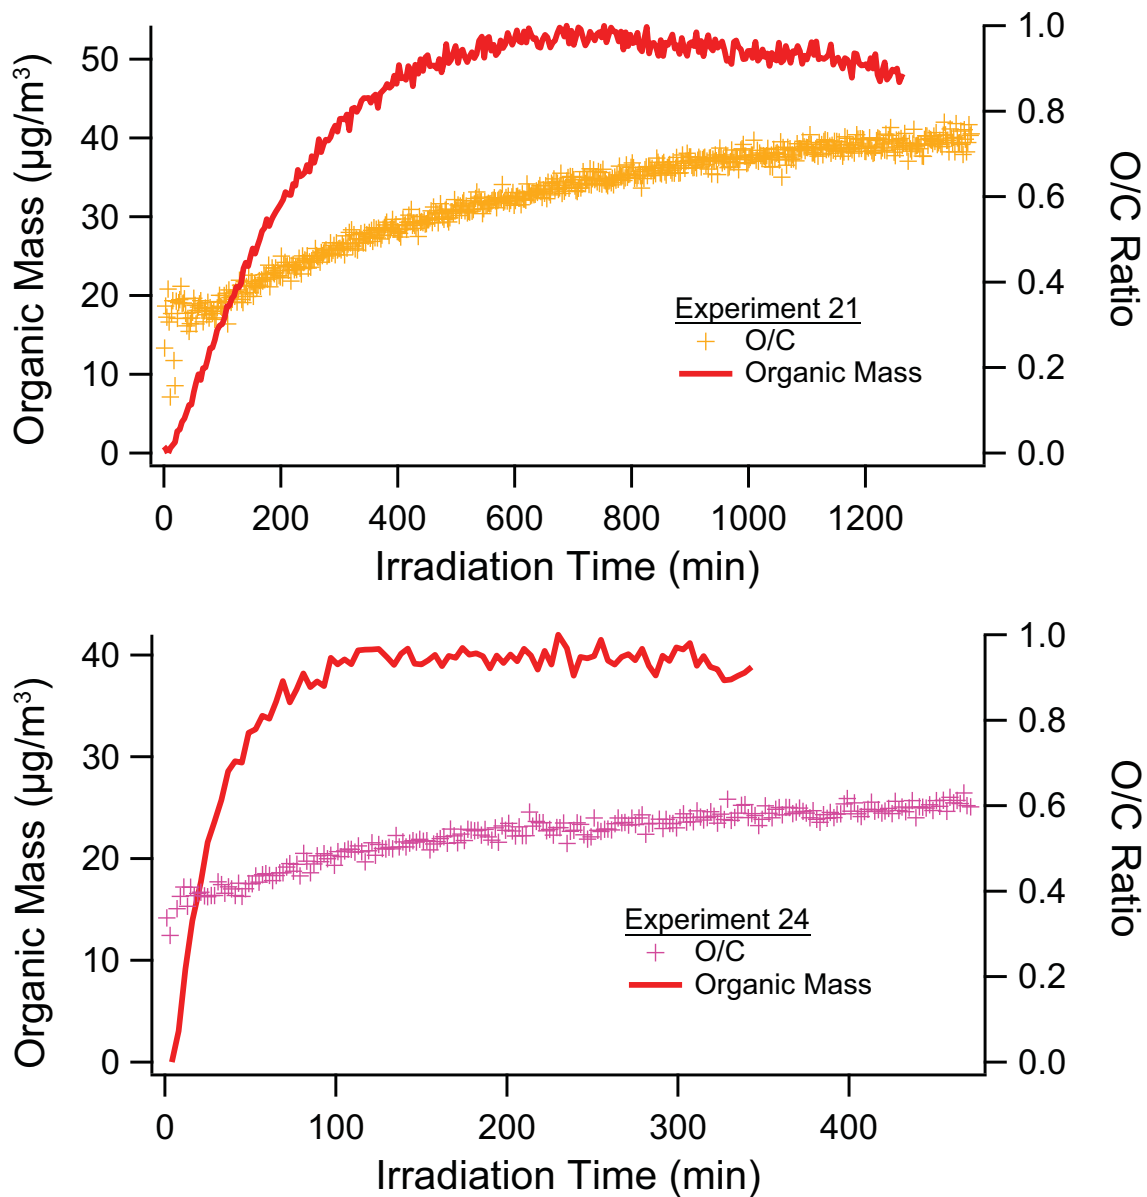 Organic Mass (µg/m³)
50
40
30
20
10
0
1.0
0.8
0.6
0.4
0.2
0.0
O/C Ratio
Experiment 21
O/C
Organic Mass
0 200 400 600 800 1000 1200
Irradiation Time (min)
Organic Mass (µg/m³)
40
30
20
10
0
1.0
0.8
0.6
0.4
0.2
0.0
O/C Ratio
Experiment 24
O/C
Organic Mass
0 100 200 300 400
Irradiation Time (min)